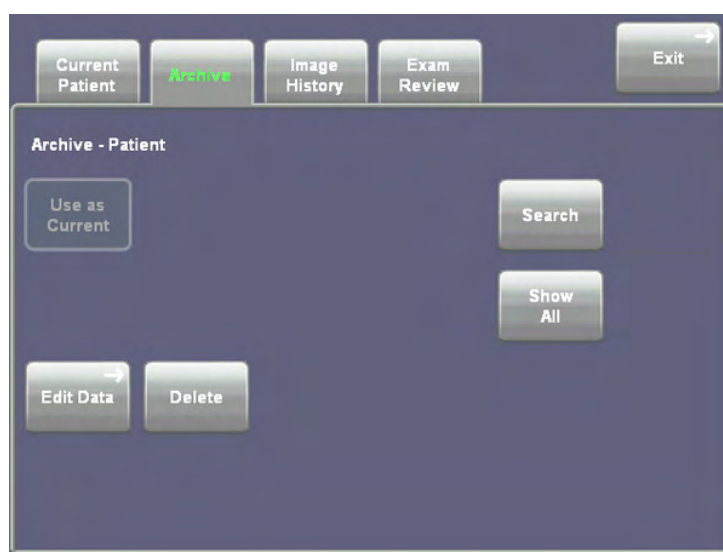 Current
Patient
Archive
Image
History
Exam
Review
Exit
Archive - Patient
Use as
Current
Search
Show
All
Edit Data
Delete